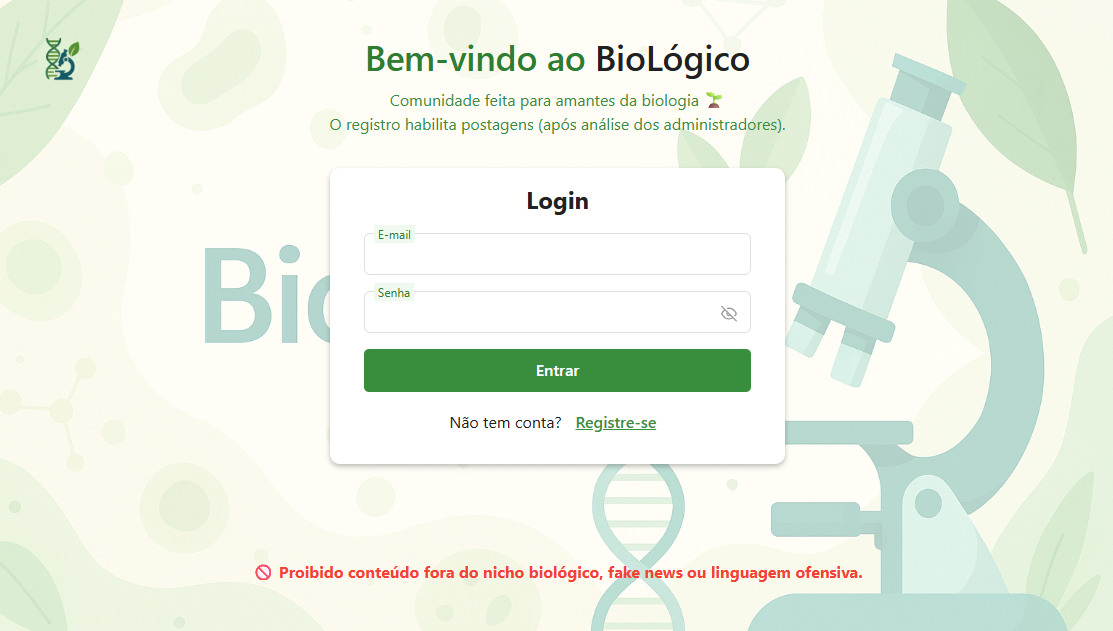 Bem-vindo ao BioLógico
Comunidade feita para amantes da biologia 🌱
O registro habilita postagens (após análise dos administradores).
Login
E-mail
Bio
Senha
Entrar
Não tem conta? Registre-se
🚫 Proibido conteúdo fora do nicho biológico, fake news ou linguagem ofensiva.